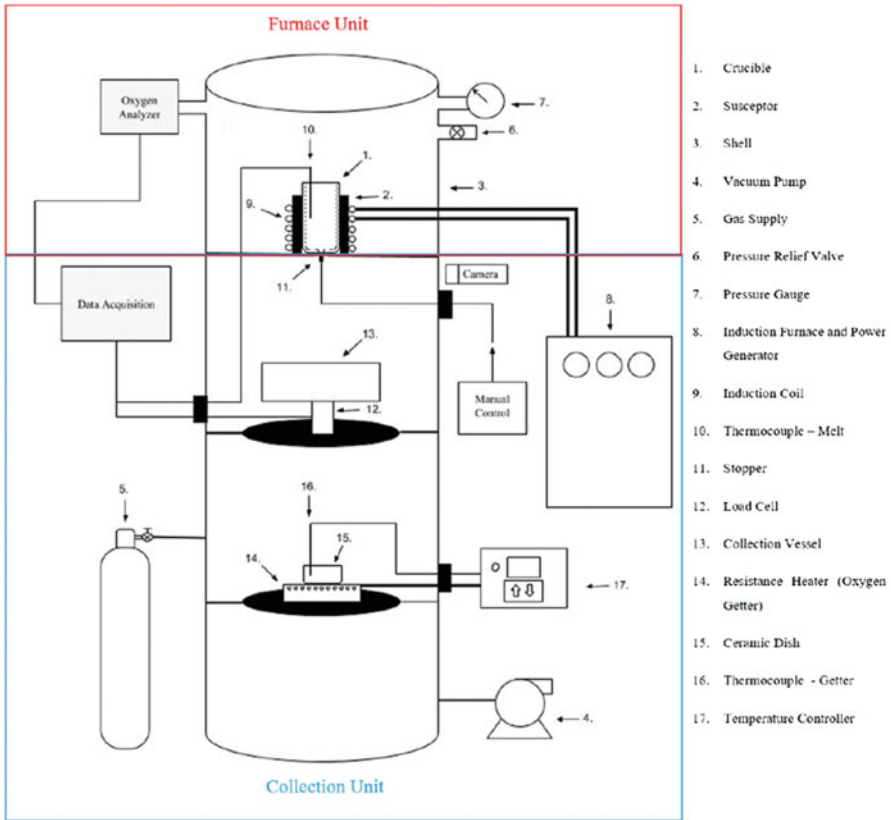 Furnace Unit
Oxygen
Analyzer
7.
6.
10.
1.
2.
3.
9.
11.
Camera
Data Acquisition
8.
13.
12.
Manual
Control
5.
16.
15.
14.
17.
4.
Collection Unit
1. Crucible
2. Susceptor
3. Shell
4. Vacuum Pump
5. Gas Supply
6. Pressure Relief Valve
7. Pressure Gauge
8. Induction Furnace and Power
Generator
9. Induction Coil
10. Thermocouple – Melt
11. Stopper
12. Load Cell
13. Collection Vessel
14. Resistance Heater (Oxygen
Getter)
15. Ceramic Dish
16. Thermocouple - Getter
17. Temperature Controller